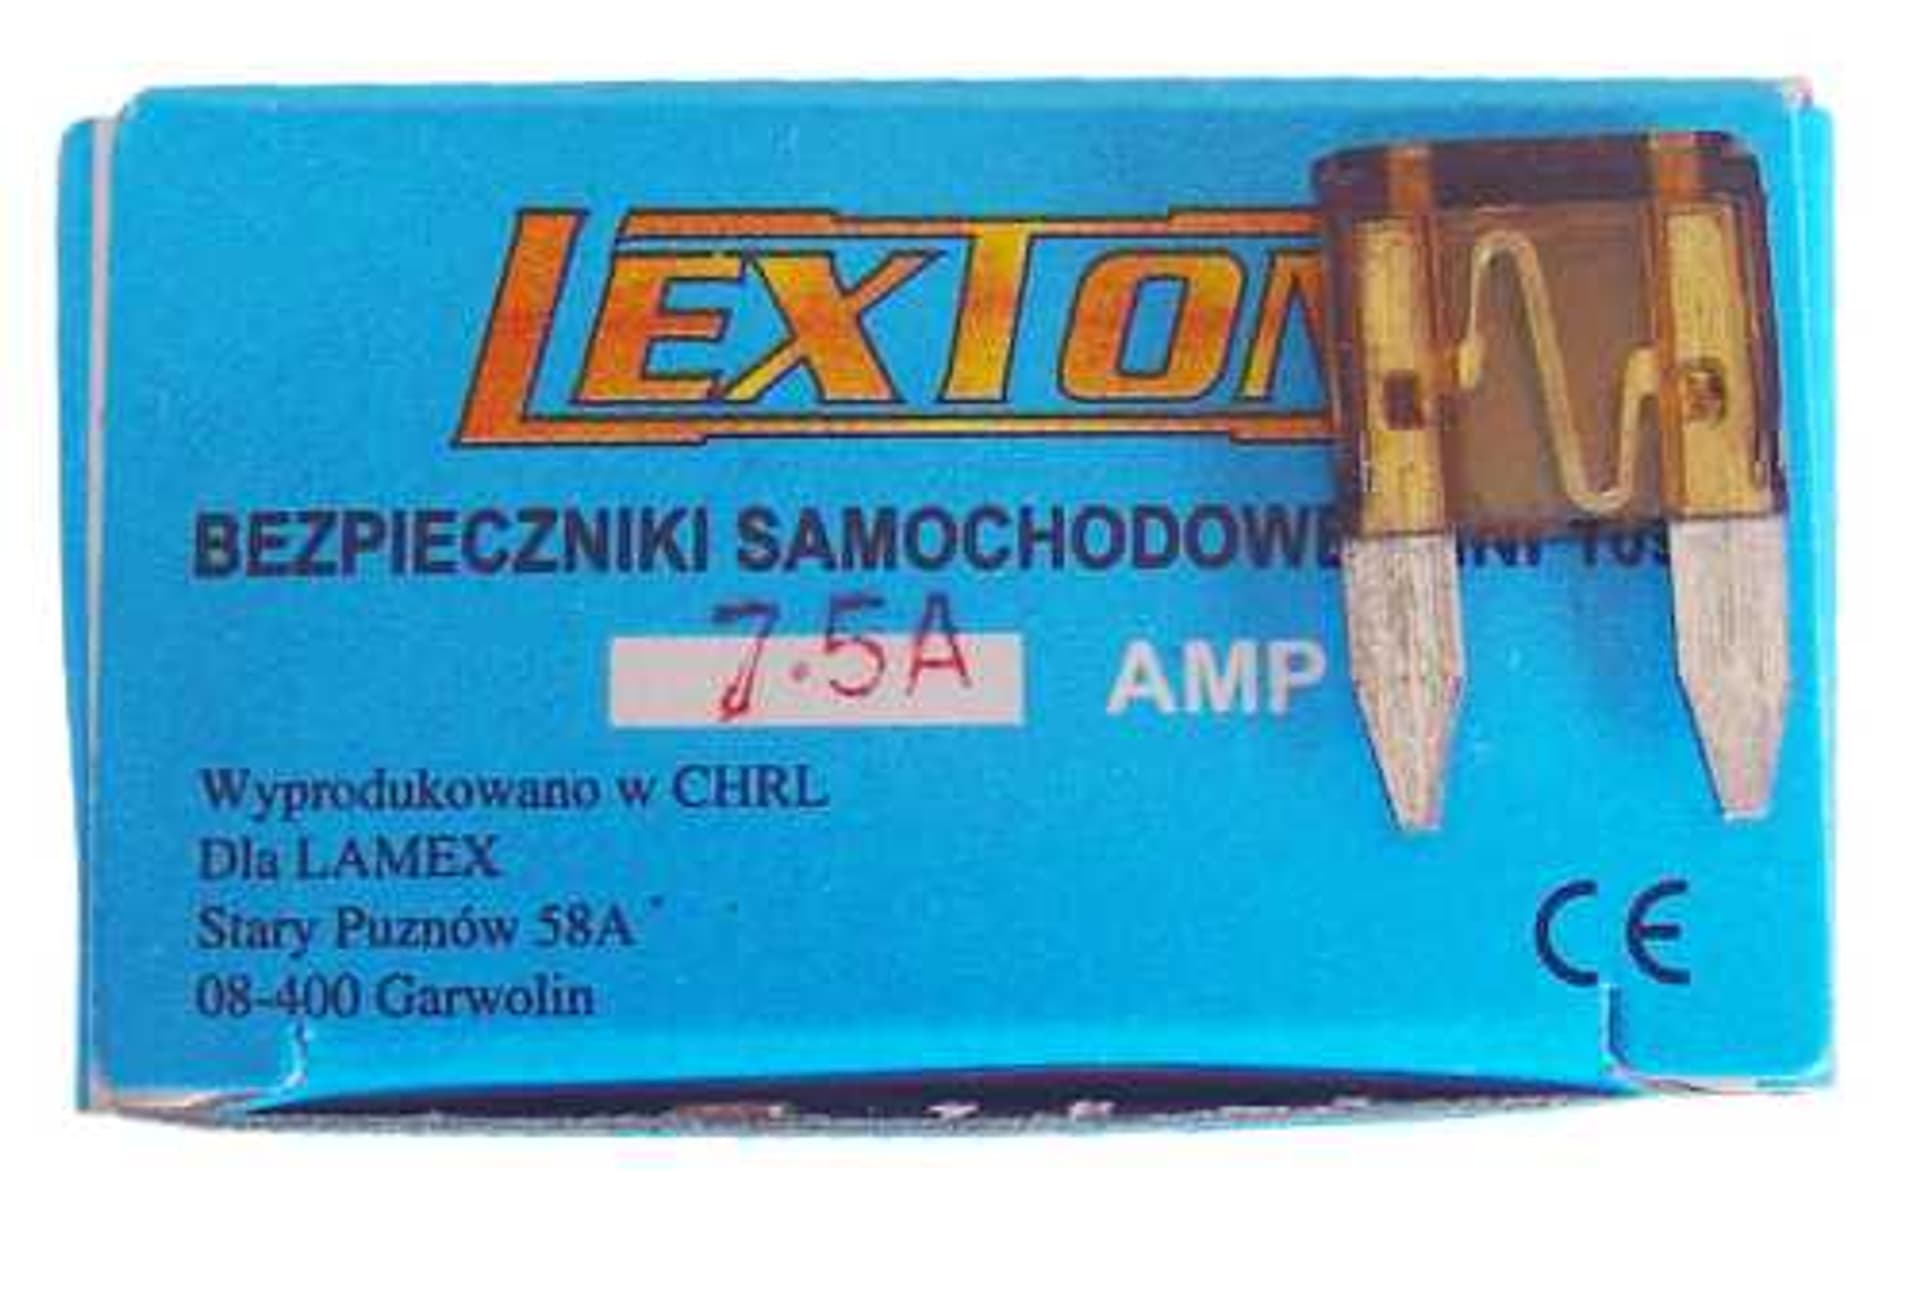 LEXTON
BEZPIECZNIKI SAMOCHODOWE
7.5A AMP
Wyprodukowano w CHRL
Dla LAMEX
Stary Puznów 58A
08-400 Garwolin
CE